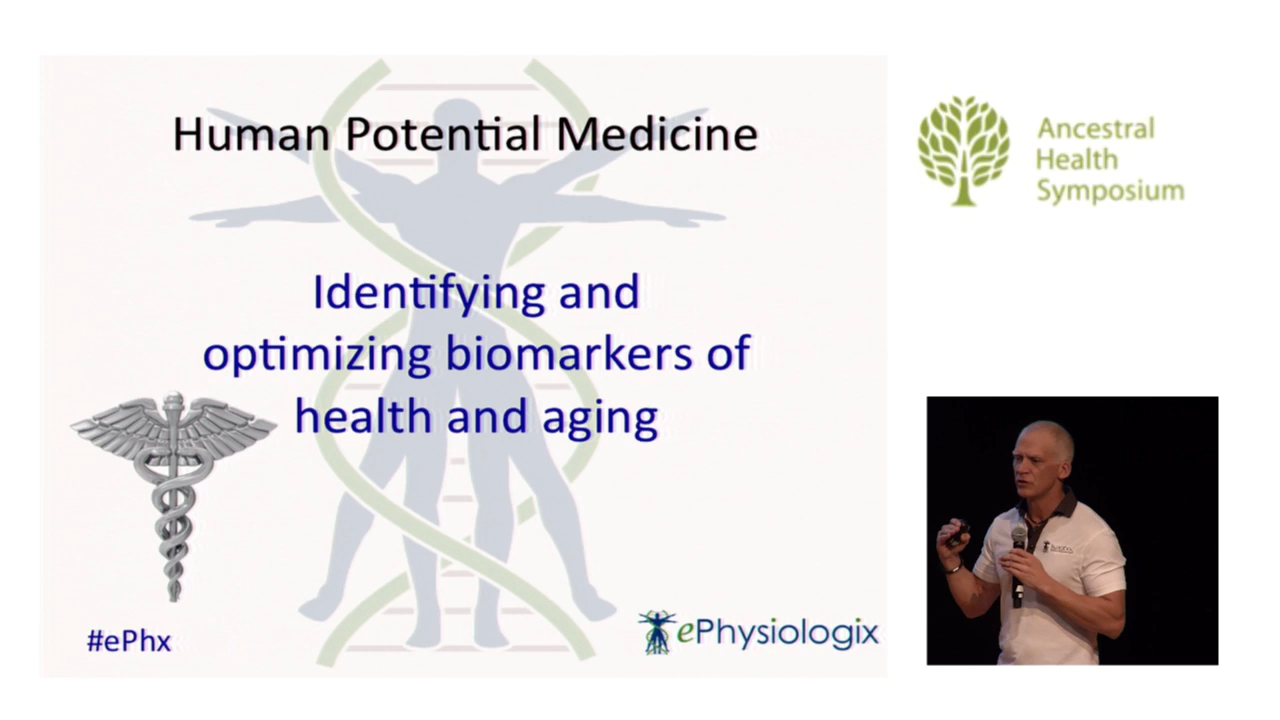 Human Potential Medicine
Identifying and
optimizing biomarkers of
health and aging
#ePhx
ePhysiologix
Ancestral
Health
Symposium